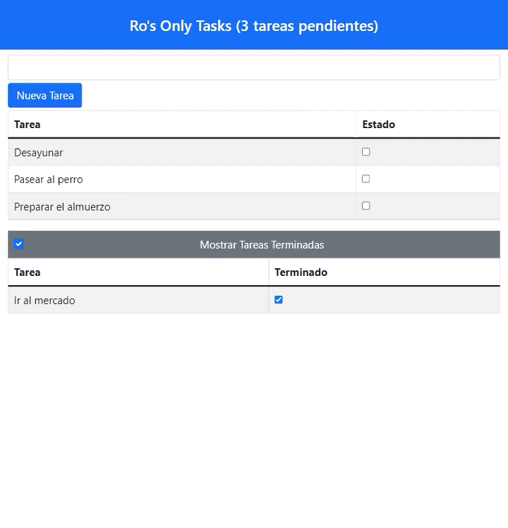 Ro's Only Tasks (3 tareas pendientes)
Nueva Tarea
Tarea Estado
Desayunar
Pasear al perro
Preparar el almuerzo
Mostrar Tareas Terminadas
Tarea Terminado
Ir al mercado